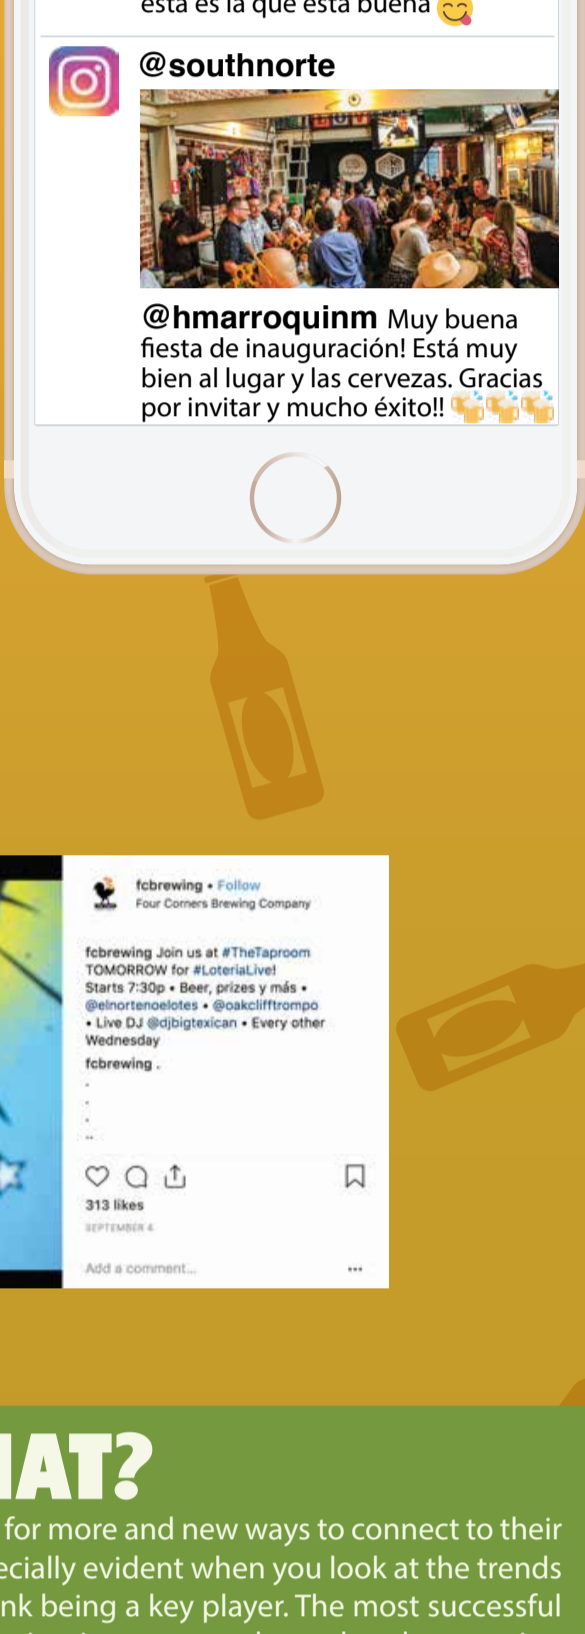 esta es la que está buena
@southnorte
@hmarroquinm Muy buena
fiesta de inauguración! Está muy
bien al lugar y las cervezas. Gracias
por invitar y mucho éxito!!
fcbrewing • Follow
Four Corners Brewing Company
fcbrewing Join us at #TheTaproom
TOMORROW for #LoteriaLive!
Starts 7:30p • Beer, prizes y más •
@elnortenoelotes • @oakclifftrompo
• Live DJ @djbigtexican • Every other
Wednesday
fcbrewing .
.
.
.
..
313 likes
SEPTEMBER 4
Add a comment...
HAT?
for more and new ways to connect to their
ecially evident when you look at the trends
nk being a key player. The most successful